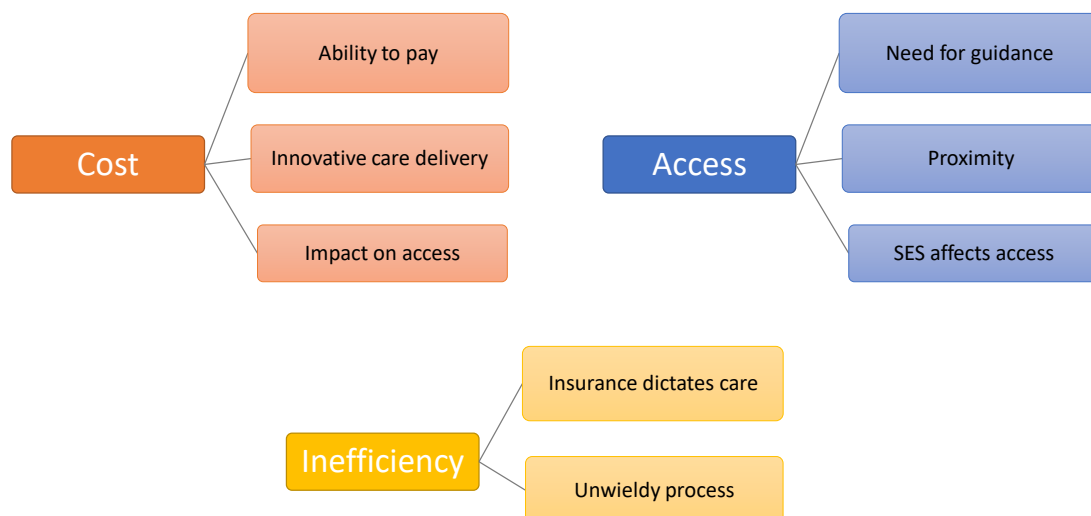 Cost
Ability to pay
Innovative care delivery
Impact on access
Access
Need for guidance
Proximity
SES affects access
Inefficiency
Insurance dictates care
Unwieldy process